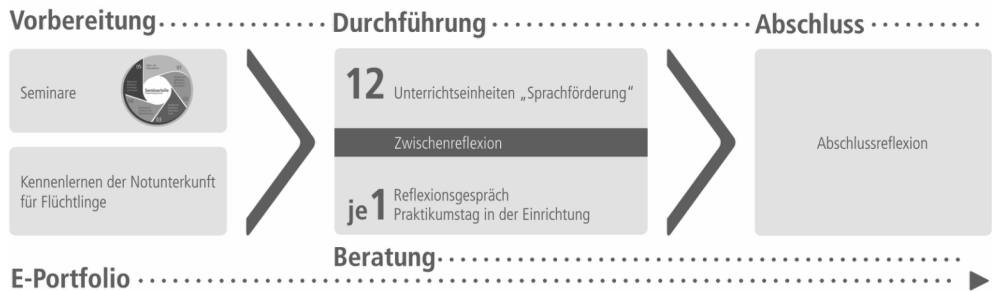 Vorbereitung
Durchführung
Abschluss
Seminare
Kennenlernen der Notunterkunft
für Flüchtlinge
12 Unterrichtseinheiten „Sprachförderung“
Zwischenreflexion
je 1 Reflexionsgespräch
Praktikumstag in der Einrichtung
Abschlussreflexion
Beratung
E-Portfolio